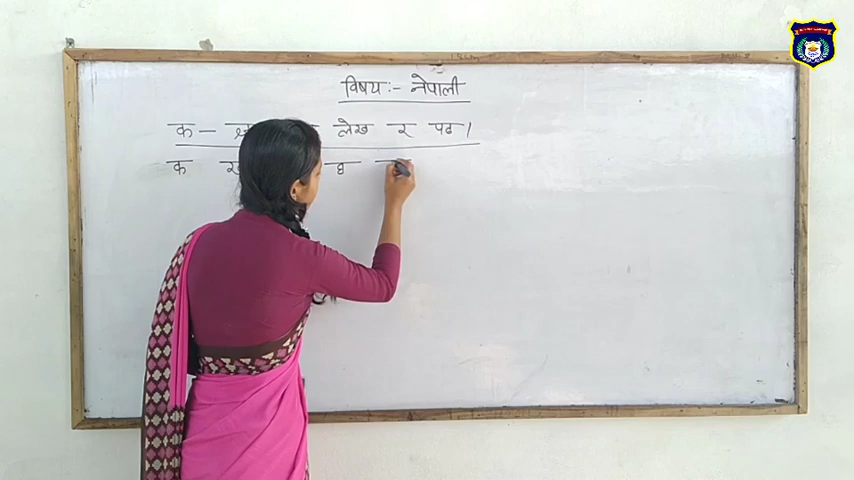 विषय :- नेपाली
क - लेख र पढ ।
क ख घ